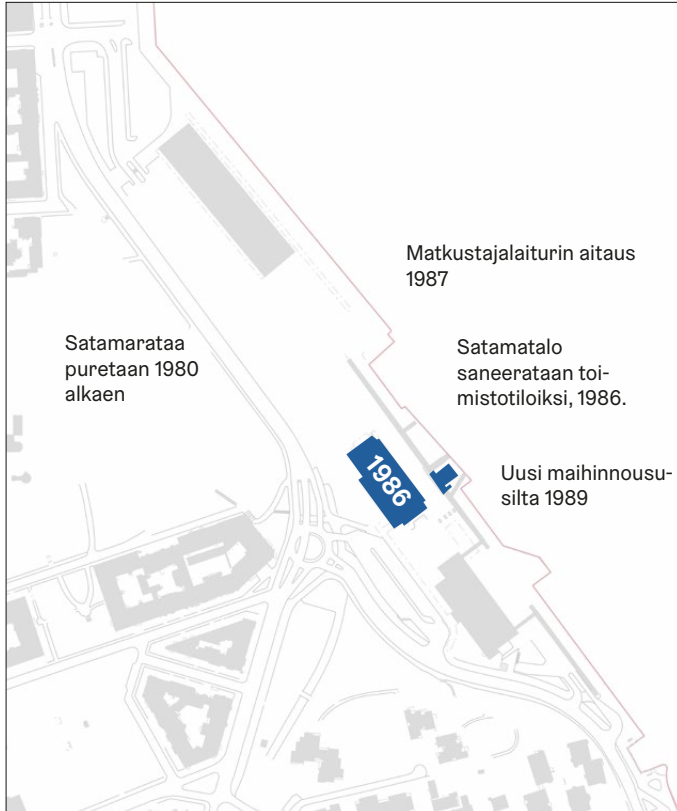 Matkustajalaiturin aitaus
1987
Satamarataa
puretaan 1980
alkaen
Satamatalo
saneerataan toi-
mistotiloiksi, 1986.
1986
Uusi maihinnousu-
silta 1989